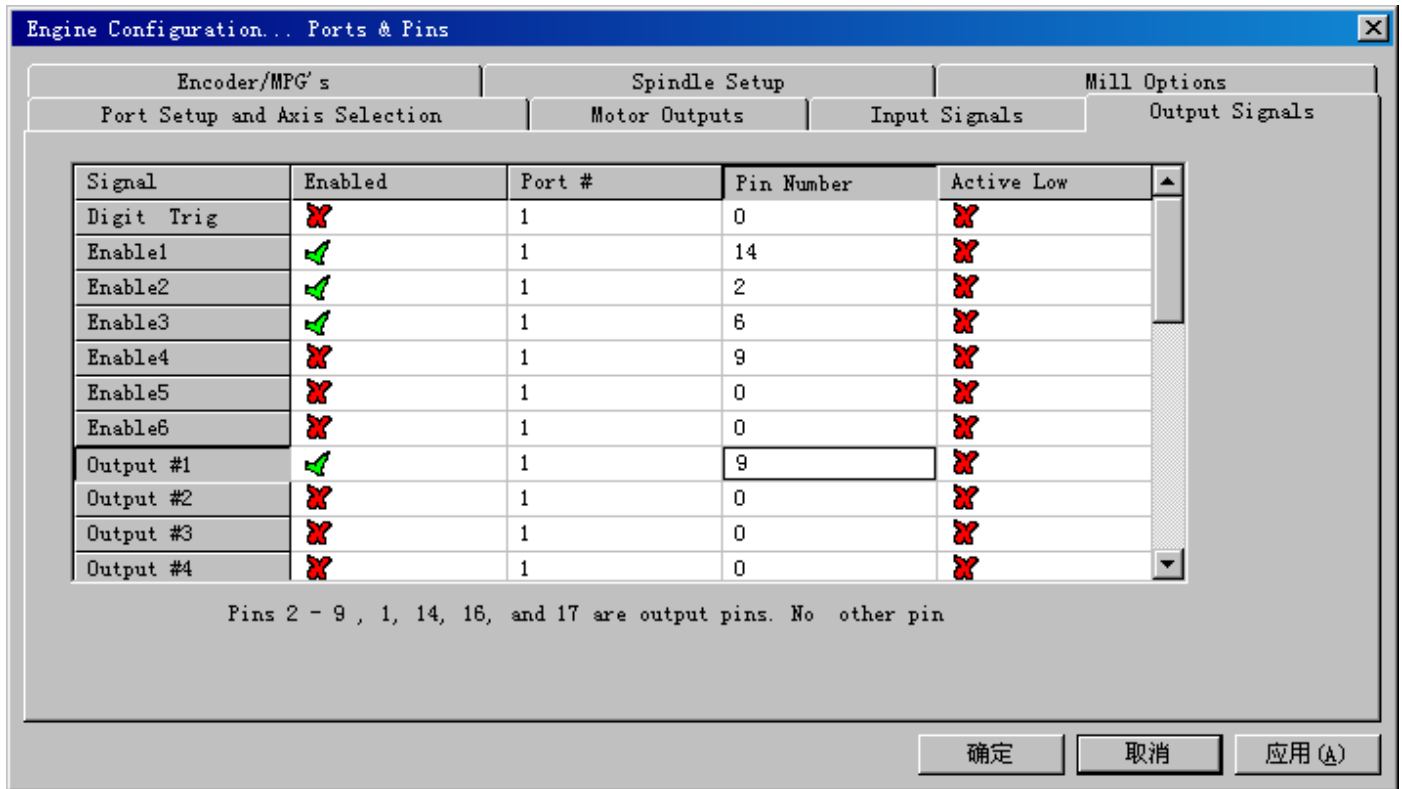 Engine Configuration... Ports & Pins
Encoder/MPG's Spindle Setup Mill Options
Port Setup and Axis Selection Motor Outputs Input Signals Output Signals
Signal Enabled Port # Pin Number Active Low
Digit Trig 1 0
Enable1 1 14
Enable2 1 2
Enable3 1 6
Enable4 1 9
Enable5 1 0
Enable6 1 0
Output #1 1 9
Output #2 1 0
Output #3 1 0
Output #4 1 0
Pins 2 - 9 , 1, 14, 16, and 17 are output pins. No other pin
确定 取消 应用(A)